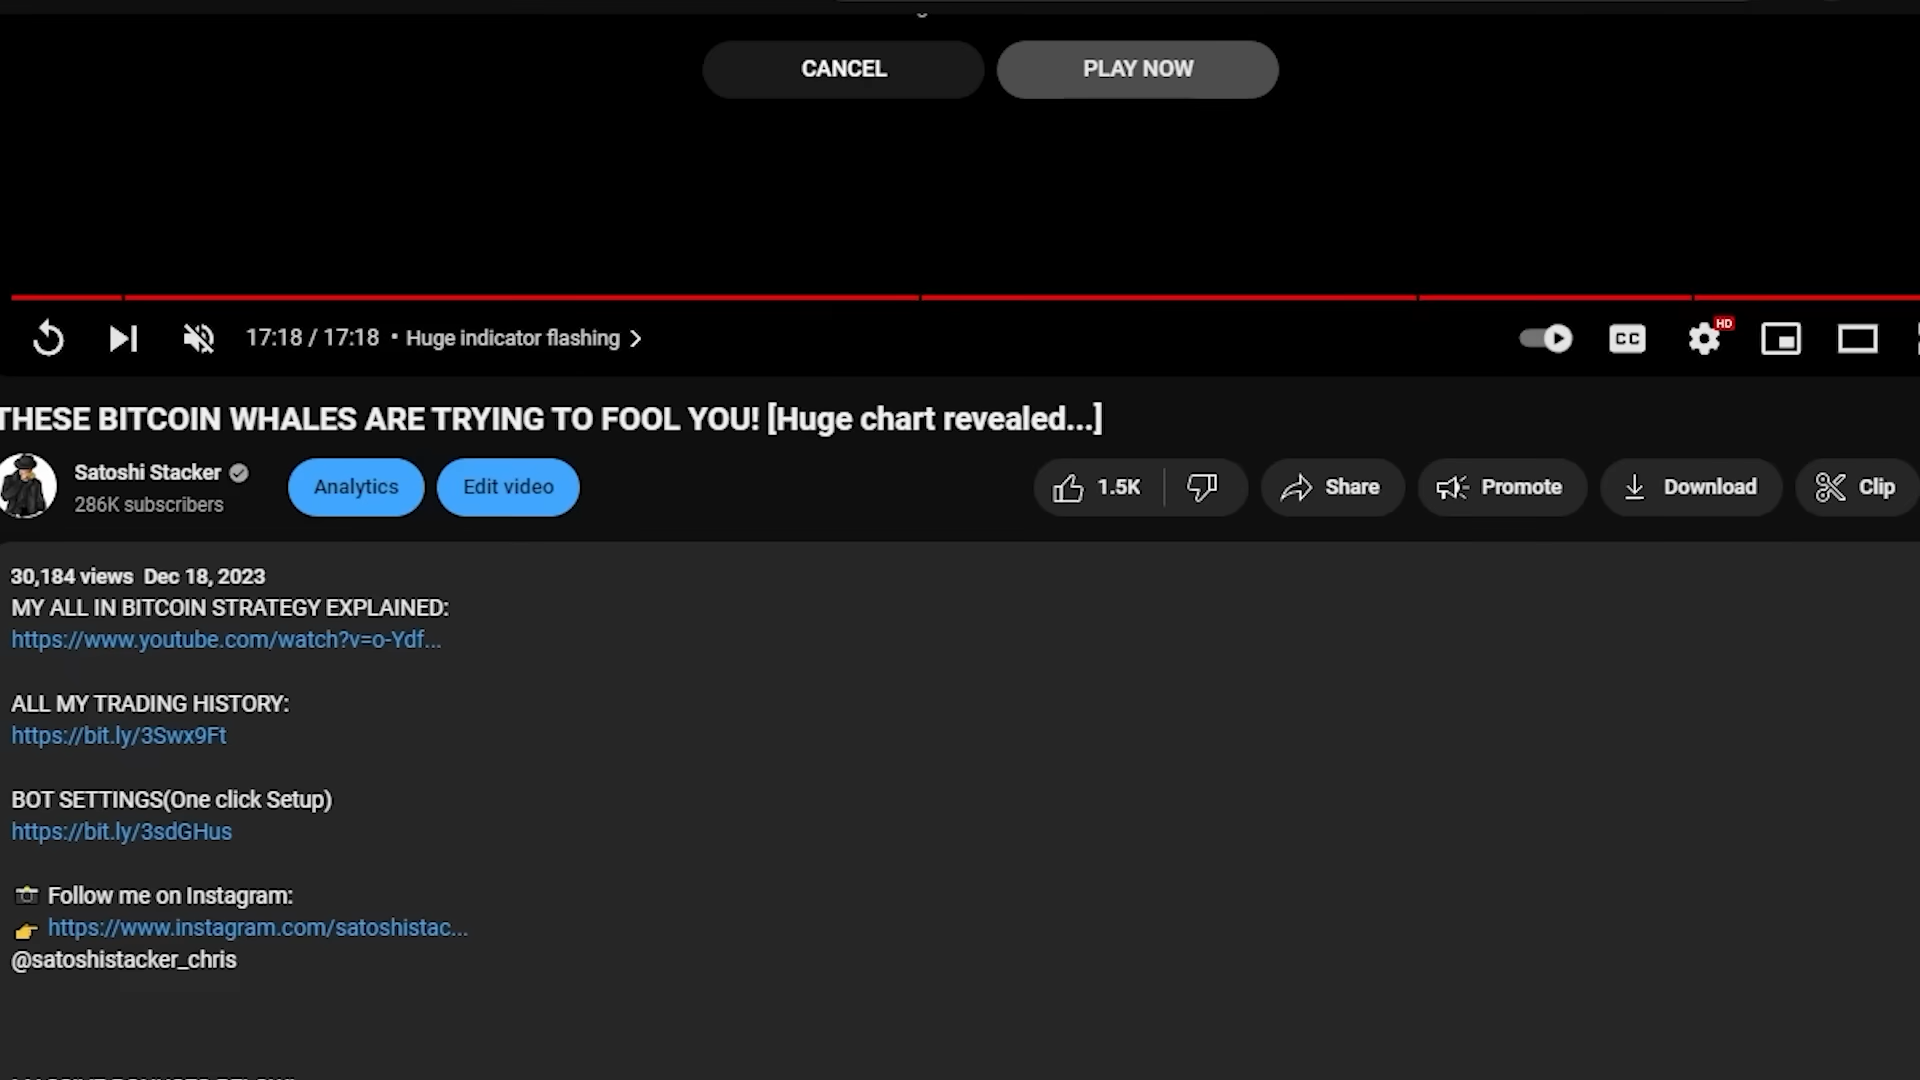 CANCEL PLAY NOW
17:18 / 17:18 • Huge indicator flashing
CC HD
THESE BITCOIN WHALES ARE TRYING TO FOOL YOU! [Huge chart revealed...]
Satoshi Stacker
286K subscribers
Analytics Edit video 1.5K Share Promote Download Clip
30,184 views Dec 18, 2023
MY ALL IN BITCOIN STRATEGY EXPLAINED:
https://www.youtube.com/watch?v=o-Ydf...
ALL MY TRADING HISTORY:
https://bit.ly/3Swx9Ft
BOT SETTINGS(One click Setup)
https://bit.ly/3sdGHus
Follow me on Instagram:
https://www.instagram.com/satoshistac...
@satoshistacker_chris